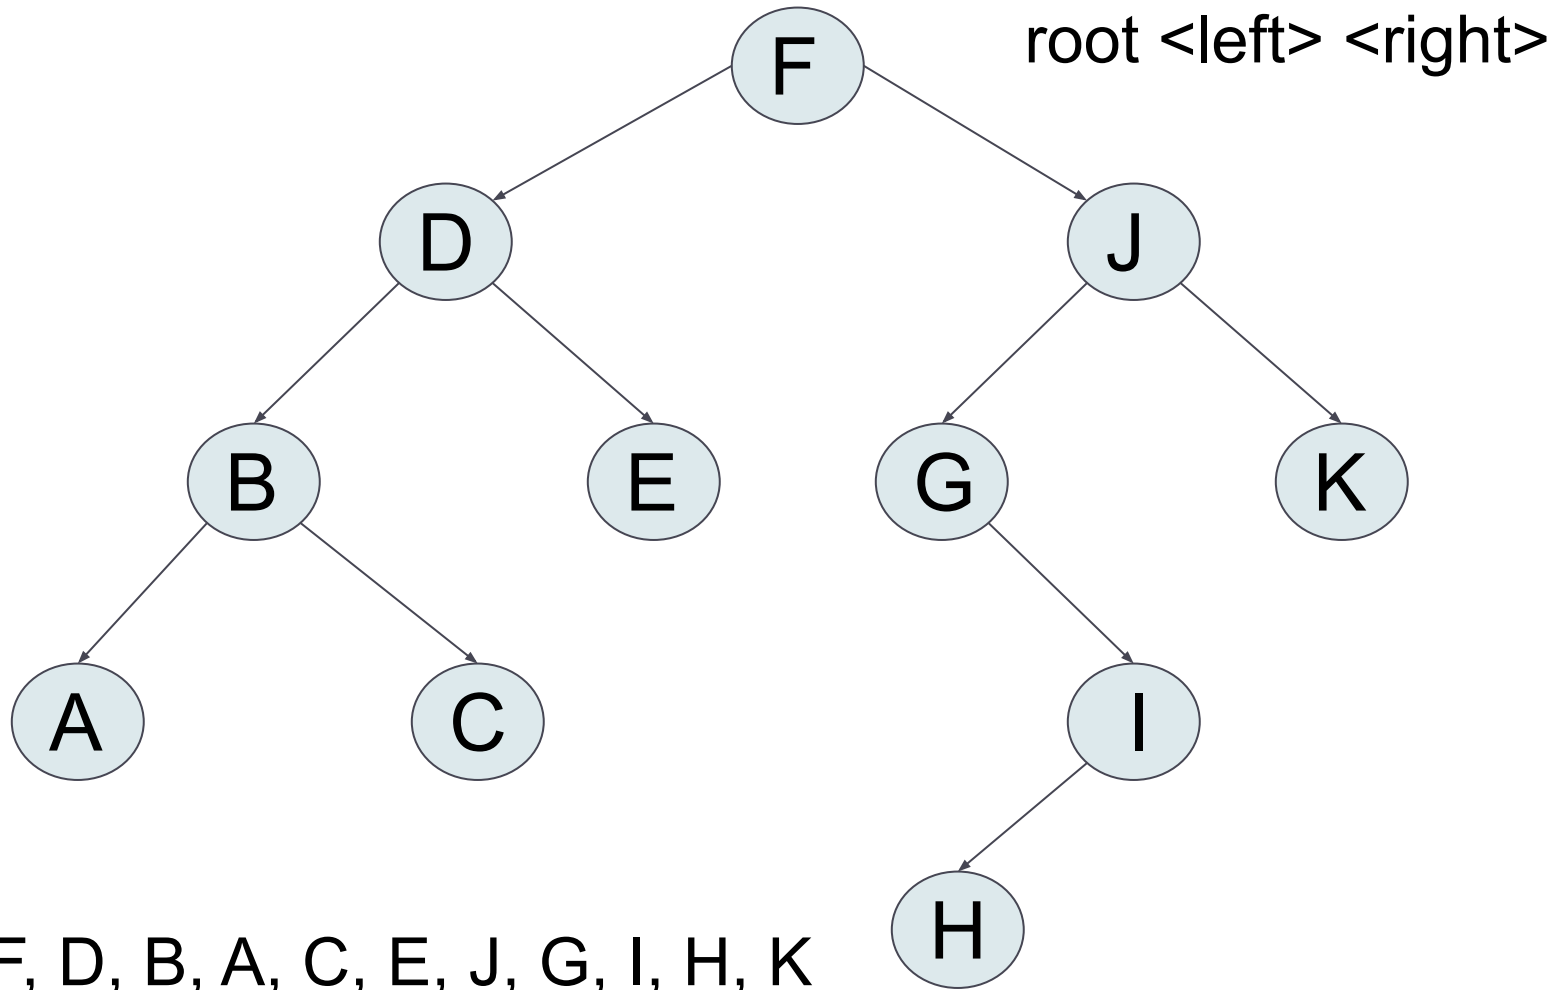 F
root <left> <right>
D
J
B
E
G
K
A
C
I
H
F, D, B, A, C, E, J, G, I, H, K